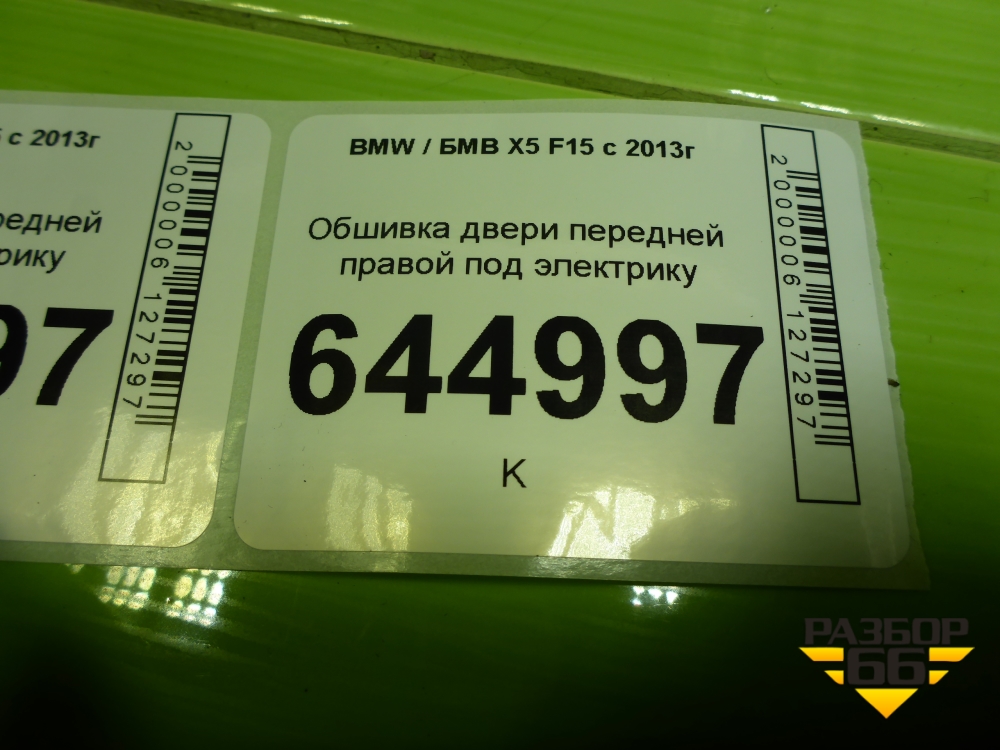 с 2013г
редней
рику
97
2000006127297
BMW / БМВ X5 F15 с 2013г
Обшивка двери передней
правой под электрику
644997
К
2000006127297
РАЗБОР
66